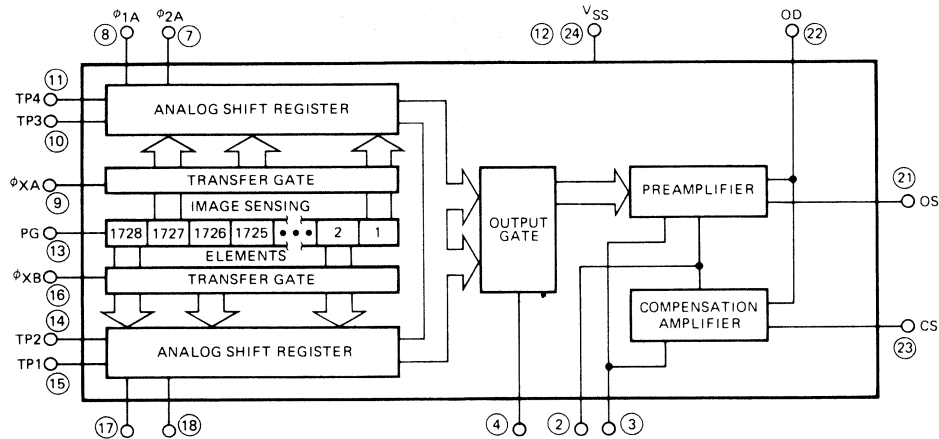 ϕ1A
ϕ2A
VSS
OD
8
7
12
24
22
11
TP4
ANALOG SHIFT REGISTER
TP3
10
ϕXA
TRANSFER GATE
9
IMAGE SENSING
PG
1728 1727 1726 1725 ••• 2 1
13
ELEMENTS
ϕXB
TRANSFER GATE
16
14
TP2
ANALOG SHIFT REGISTER
TP1
15
17
18
OUTPUT
GATE
PREAMPLIFIER
21
OS
COMPENSATION
AMPLIFIER
CS
23
4
2
3